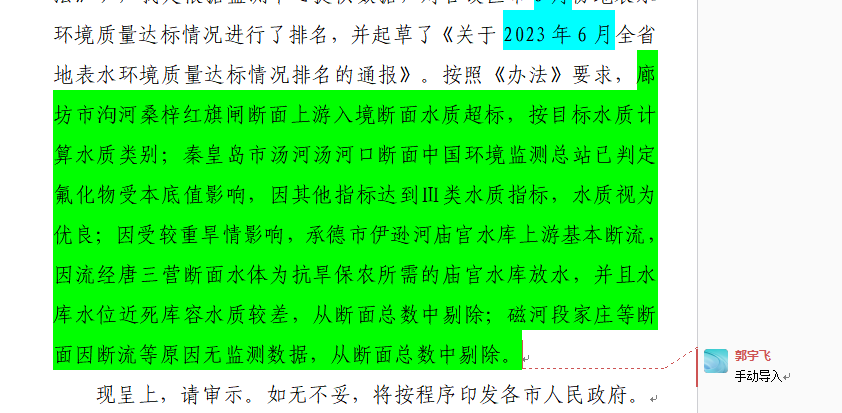 环境质量达标情况进行了排名，并起草了《关于 2023 年 6 月全省
地表水环境质量达标情况排名的通报》。按照《办法》要求，廊
坊市泃河桑梓红旗闸断面上游入境断面水质超标，按目标水质计
算水质类别；秦皇岛市汤河汤河口断面中国环境监测总站已判定
氟化物受本底值影响，因其他指标达到Ⅲ类水质指标，水质视为
优良；因受较重旱情影响，承德市伊逊河庙宫水库上游基本断流，
因流经唐三营断面水体为抗旱保农所需的庙宫水库放水，并且水
库水位近死库容水质较差，从断面总数中剔除；磁河段家庄等断
面因断流等原因无监测数据，从断面总数中剔除。
郭宇飞
手动导入
现呈上，请审示。如无不妥，将按程序印发各市人民政府。